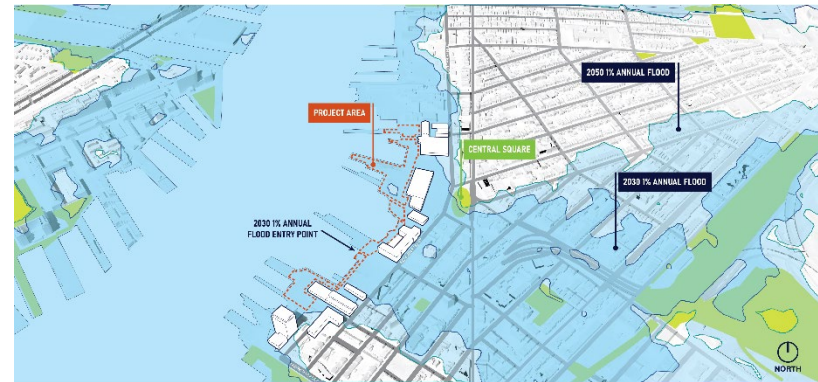 2050 1% ANNUAL FLOOD
PROJECT AREA
CENTRAL SQUARE
2030 1% ANNUAL FLOOD
2030 1% ANNUAL
FLOOD ENTRY POINT
NORTH